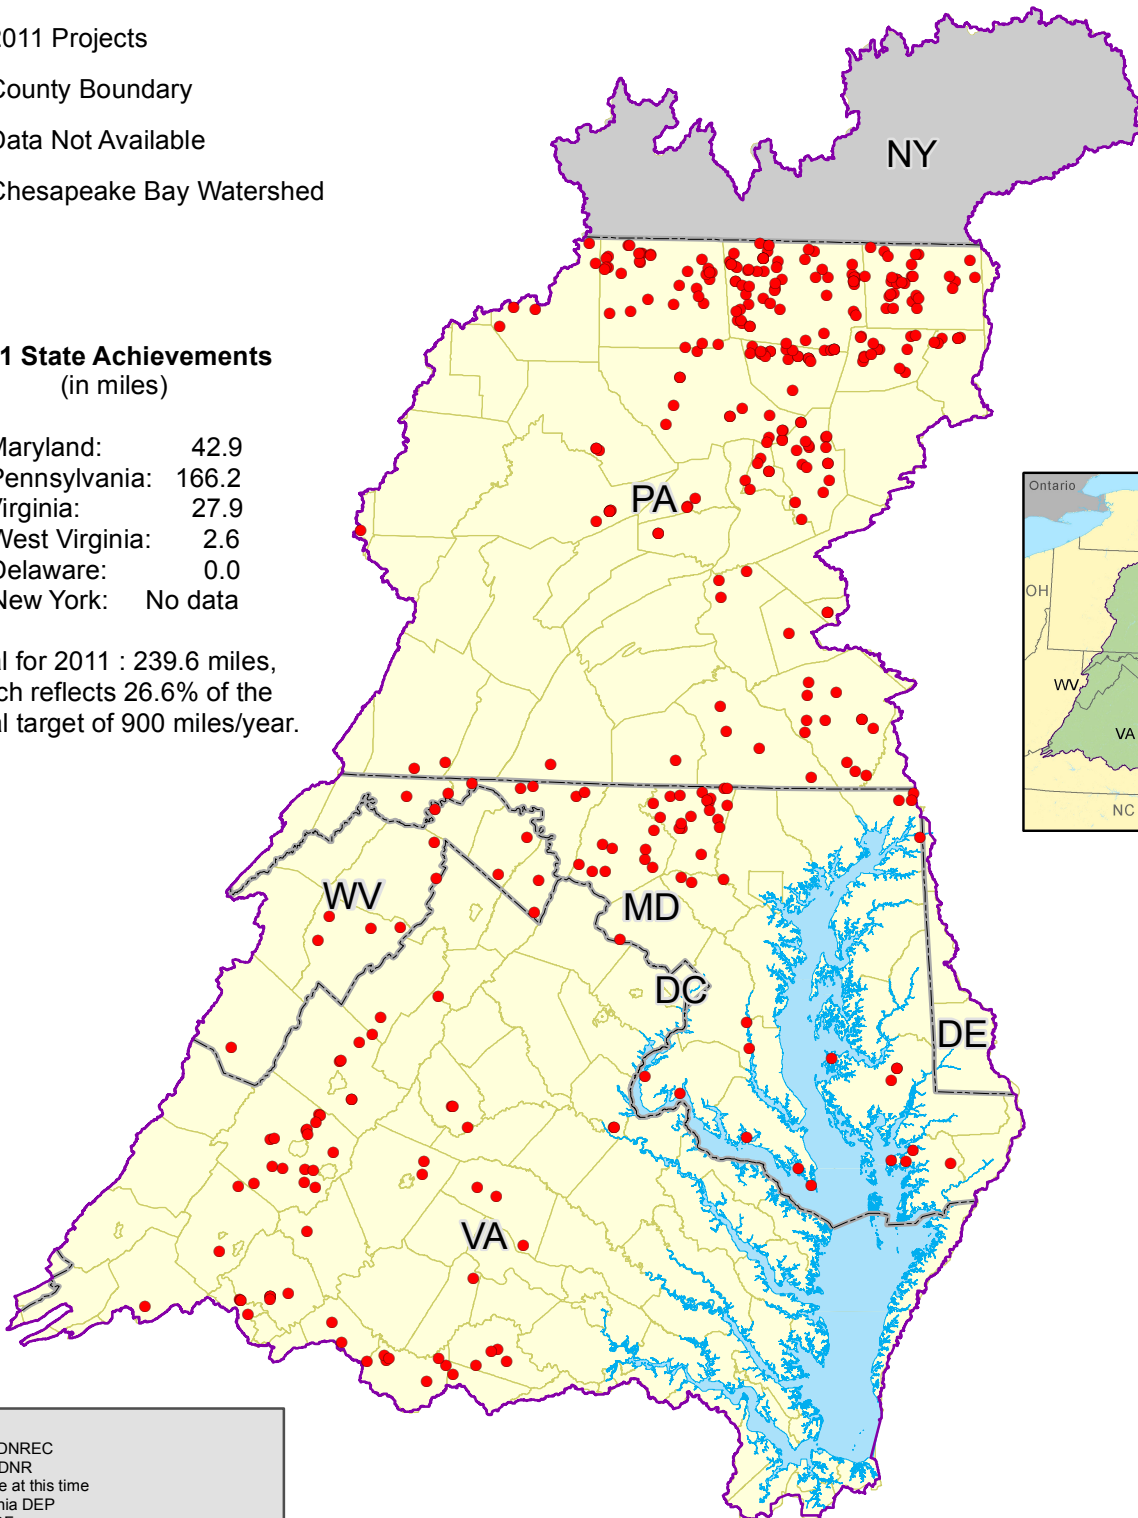 2011 Projects
County Boundary
Data Not Available
Chesapeake Bay Watershed
1 State Achievements
(in miles)
Maryland: 42.9
Pennsylvania: 166.2
Virginia: 27.9
West Virginia: 2.6
Delaware: 0.0
New York: No data
al for 2011 : 239.6 miles,
ch reflects 26.6% of the
al target of 900 miles/year.
NY
PA
WV
MD
DC
DE
VA
Ontario
OH
WV
VA
NC
DNREC
DNR
e at this time
nia DEP